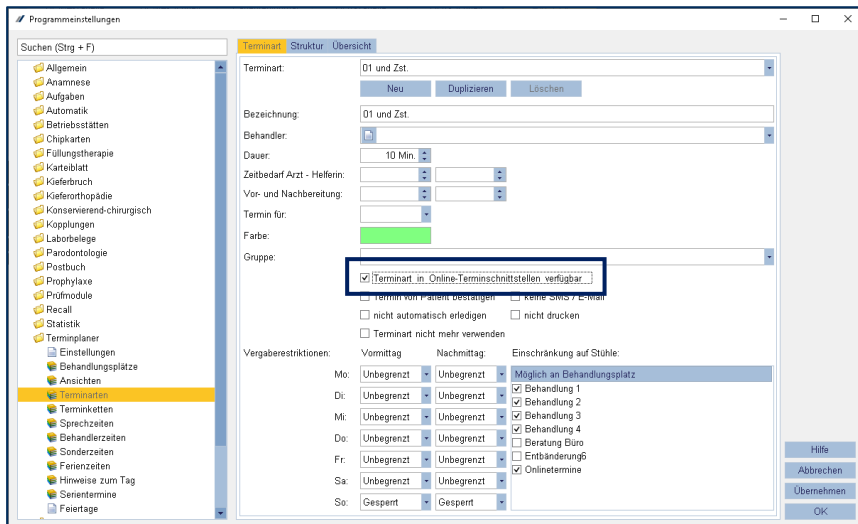 Programmeinstellungen
Suchen (Strg + F)
Allgemein
Anamnese
Aufgaben
Automatik
Betriebsstätten
Chipkarten
Füllungstherapie
Karteiblatt
Kieferbruch
Kieferorthopädie
Konservierend-chirurgisch
Kopplungen
Laborbelege
Parodontologie
Postbuch
Prophylaxe
Prüfmodule
Recall
Statistik
Terminplaner
Einstellungen
Behandlungsplätze
Ansichten
Terminarten
Terminketten
Sprechzeiten
Behandlerzeiten
Sonderzeiten
Ferienzeiten
Hinweise zum Tag
Serientermine
Feiertage
Terminart Struktur Übersicht
Terminart: 01 und Zst.
Neu Duplizieren Löschen
Bezeichnung: 01 und Zst.
Behandler:
Dauer: 10 Min.
Zeitbedarf Arzt - Helferin:
Vor- und Nachbereitung:
Termin für:
Farbe:
Gruppe:
Terminart in Online-Terminschnittstellen verfügbar
Termin von Patient bestätigen keine SMS / E-Mail
nicht automatisch erledigen nicht drucken
Terminart nicht mehr verwenden
Vergaberestriktionen: Vormittag Nachmittag: Einschränkung auf Stühle:
Mo: Unbegrenzt Unbegrenzt
Di: Unbegrenzt Unbegrenzt
Mi: Unbegrenzt Unbegrenzt
Do: Unbegrenzt Unbegrenzt
Fr: Unbegrenzt Unbegrenzt
Sa: Unbegrenzt Unbegrenzt
So: Gesperrt Gesperrt
Möglich an Behandlungsplatz
Behandlung 1
Behandlung 2
Behandlung 3
Behandlung 4
Beratung Büro
Entbänderung6
Onlinetermine
Hilfe
Abbrechen
Übernehmen
OK